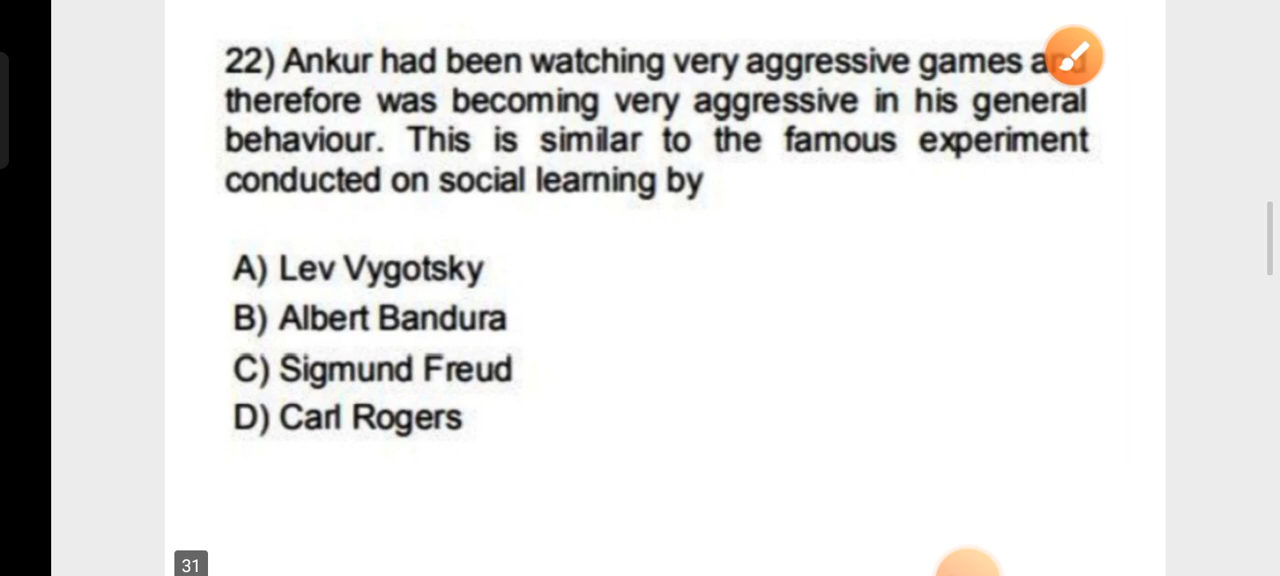 22) Ankur had been watching very aggressive games
therefore was becoming very aggressive in his general
behaviour. This is similar to the famous experiment
conducted on social learning by
A) Lev Vygotsky
B) Albert Bandura
C) Sigmund Freud
D) Carl Rogers
31